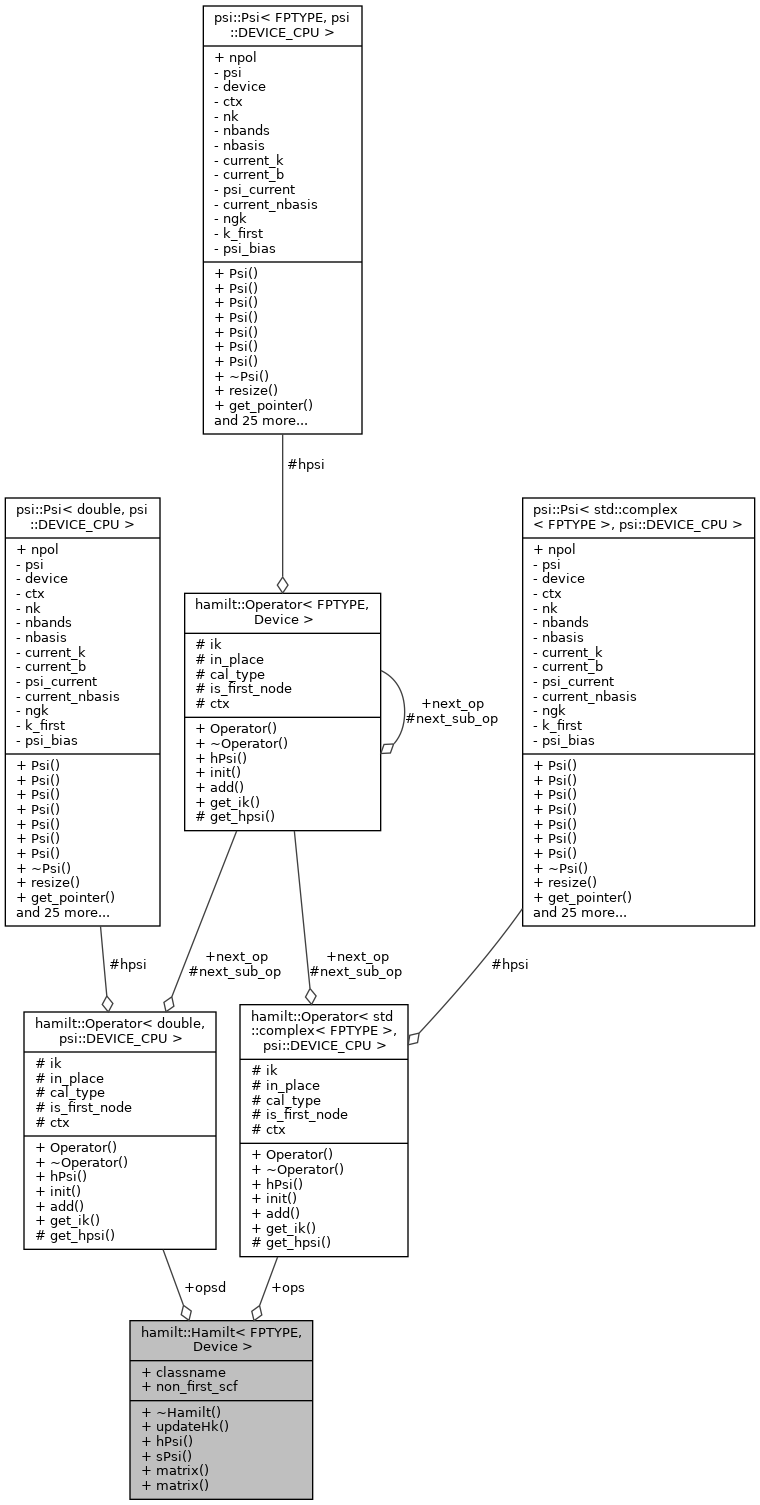 psi::Psi< FPTYPE, psi
::DEVICE_CPU >
+ npol
- psi
- device
- ctx
- nk
- nbands
- nbasis
- current_k
- current_b
- psi_current
- current_nbasis
- ngk
- k_first
- psi_bias
+ Psi()
+ Psi()
+ Psi()
+ Psi()
+ Psi()
+ Psi()
+ Psi()
+ ~Psi()
+ resize()
+ get_pointer()
and 25 more...
#hpsi
psi::Psi< double, psi
::DEVICE_CPU >
+ npol
- psi
- device
- ctx
- nk
- nbands
- nbasis
- current_k
- current_b
- psi_current
- current_nbasis
- ngk
- k_first
- psi_bias
+ Psi()
+ Psi()
+ Psi()
+ Psi()
+ Psi()
+ Psi()
+ Psi()
+ ~Psi()
+ resize()
+ get_pointer()
and 25 more...
hamilt::Operator< FPTYPE,
Device >
# ik
# in_place
# cal_type
# is_first_node
# ctx
+ Operator()
+ ~Operator()
+ hPsi()
+ init()
+ add()
+ get_ik()
# get_hpsi()
+next_op
#next_sub_op
psi::Psi< std::complex
< FPTYPE >, psi::DEVICE_CPU >
+ npol
- psi
- device
- ctx
- nk
- nbands
- nbasis
- current_k
- current_b
- psi_current
- current_nbasis
- ngk
- k_first
- psi_bias
+ Psi()
+ Psi()
+ Psi()
+ Psi()
+ Psi()
+ Psi()
+ Psi()
+ ~Psi()
+ resize()
+ get_pointer()
and 25 more...
#hpsi
+next_op
#next_sub_op
+next_op
#next_sub_op
#hpsi
hamilt::Operator< double,
psi::DEVICE_CPU >
# ik
# in_place
# cal_type
# is_first_node
# ctx
+ Operator()
+ ~Operator()
+ hPsi()
+ init()
+ add()
+ get_ik()
# get_hpsi()
hamilt::Operator< std
::complex< FPTYPE >,
psi::DEVICE_CPU >
# ik
# in_place
# cal_type
# is_first_node
# ctx
+ Operator()
+ ~Operator()
+ hPsi()
+ init()
+ add()
+ get_ik()
# get_hpsi()
+opsd
+ops
hamilt::Hamilt< FPTYPE,
Device >
+ classname
+ non_first_scf
+ ~Hamilt()
+ updateHk()
+ hPsi()
+ sPsi()
+ matrix()
+ matrix()